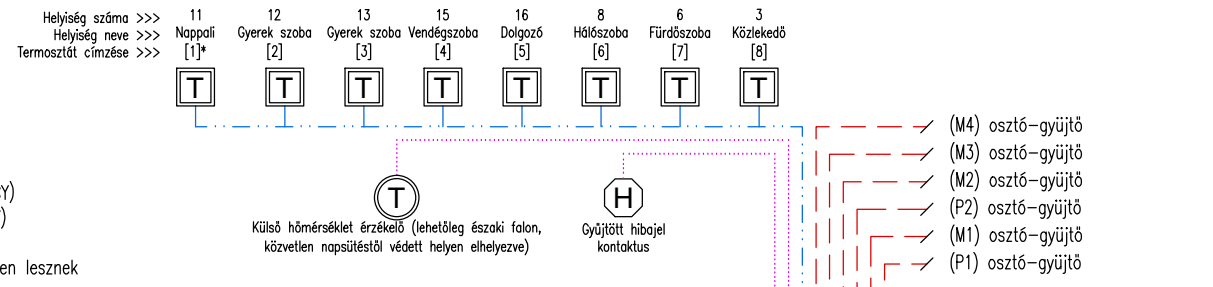 Helyiség száma >>> 11 12 13 15 16 8 6 3
Helyiség neve >>> Nappali Gyerek szoba Gyerek szoba Vendégszoba Dolgozó Hálószoba Fürdőszoba Közlekedő
Termosztát címzése >>> [1]* [2] [3] [4] [5] [6] [7] [8]
T T T T T T T T
(M4) osztó-gyűjtő
(M3) osztó-gyűjtő
(M2) osztó-gyűjtő
(P2) osztó-gyűjtő
(M1) osztó-gyűjtő
(P1) osztó-gyűjtő
T
Külső hőmérséklet érzékelő (lehetőleg északi falon,
közvetlen napsütéstől védett helyen elhelyezve)
H
Gyűjtött hibajel
kontaktus
)
en lesznek